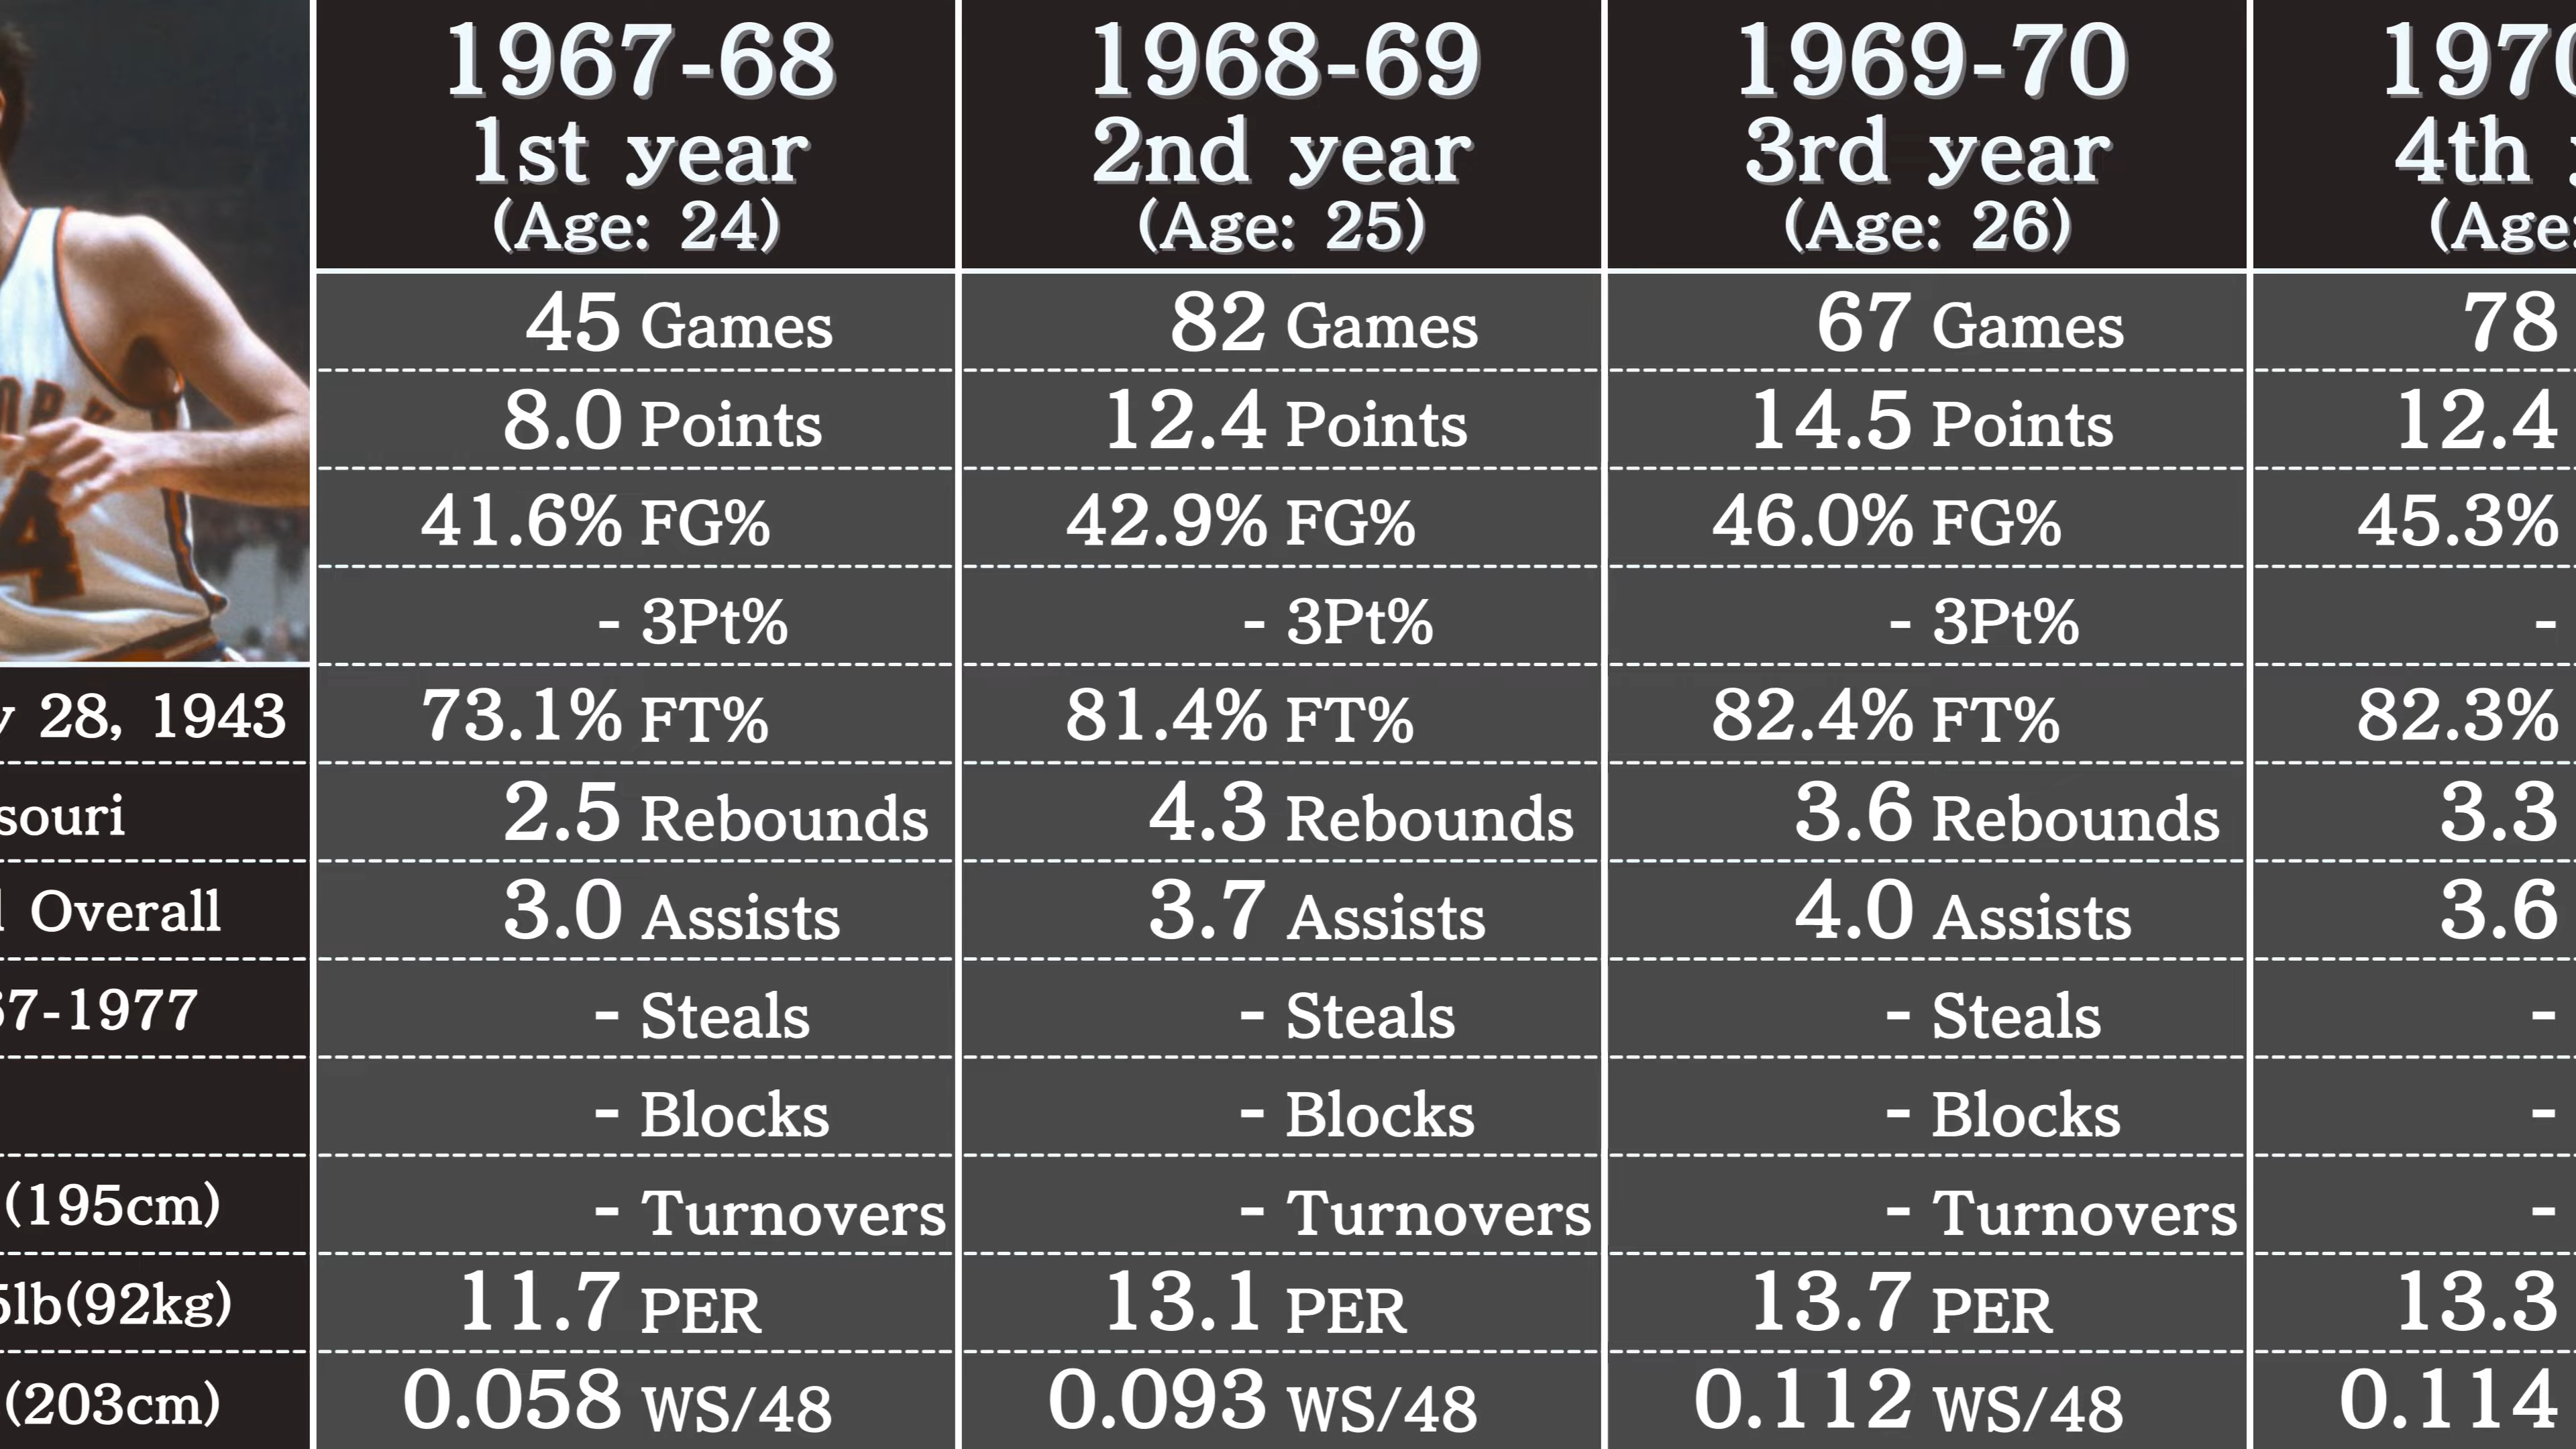 28, 1943
Overall
(195cm)
(92kg)
(203cm)
1967-68
1st year
(Age: 24)
45 Games
8.0 Points
41.6% FG%
- 3Pt%
73.1% FT%
2.5 Rebounds
3.0 Assists
- Steals
- Blocks
- Turnovers
11.7 PER
0.058 WS/48
1968-69
2nd year
(Age: 25)
82 Games
12.4 Points
42.9% FG%
- 3Pt%
81.4% FT%
4.3 Rebounds
3.7 Assists
- Steals
- Blocks
- Turnovers
13.1 PER
0.093 WS/48
1969-70
3rd year
(Age: 26)
67 Games
14.5 Points
46.0% FG%
- 3Pt%
82.4% FT%
3.6 Rebounds
4.0 Assists
- Steals
- Blocks
- Turnovers
13.7 PER
0.112 WS/48
1970
4th
(Age:
78
12.4
45.3%
-
82.3%
3.3
3.6
-
-
-
13.3
0.114